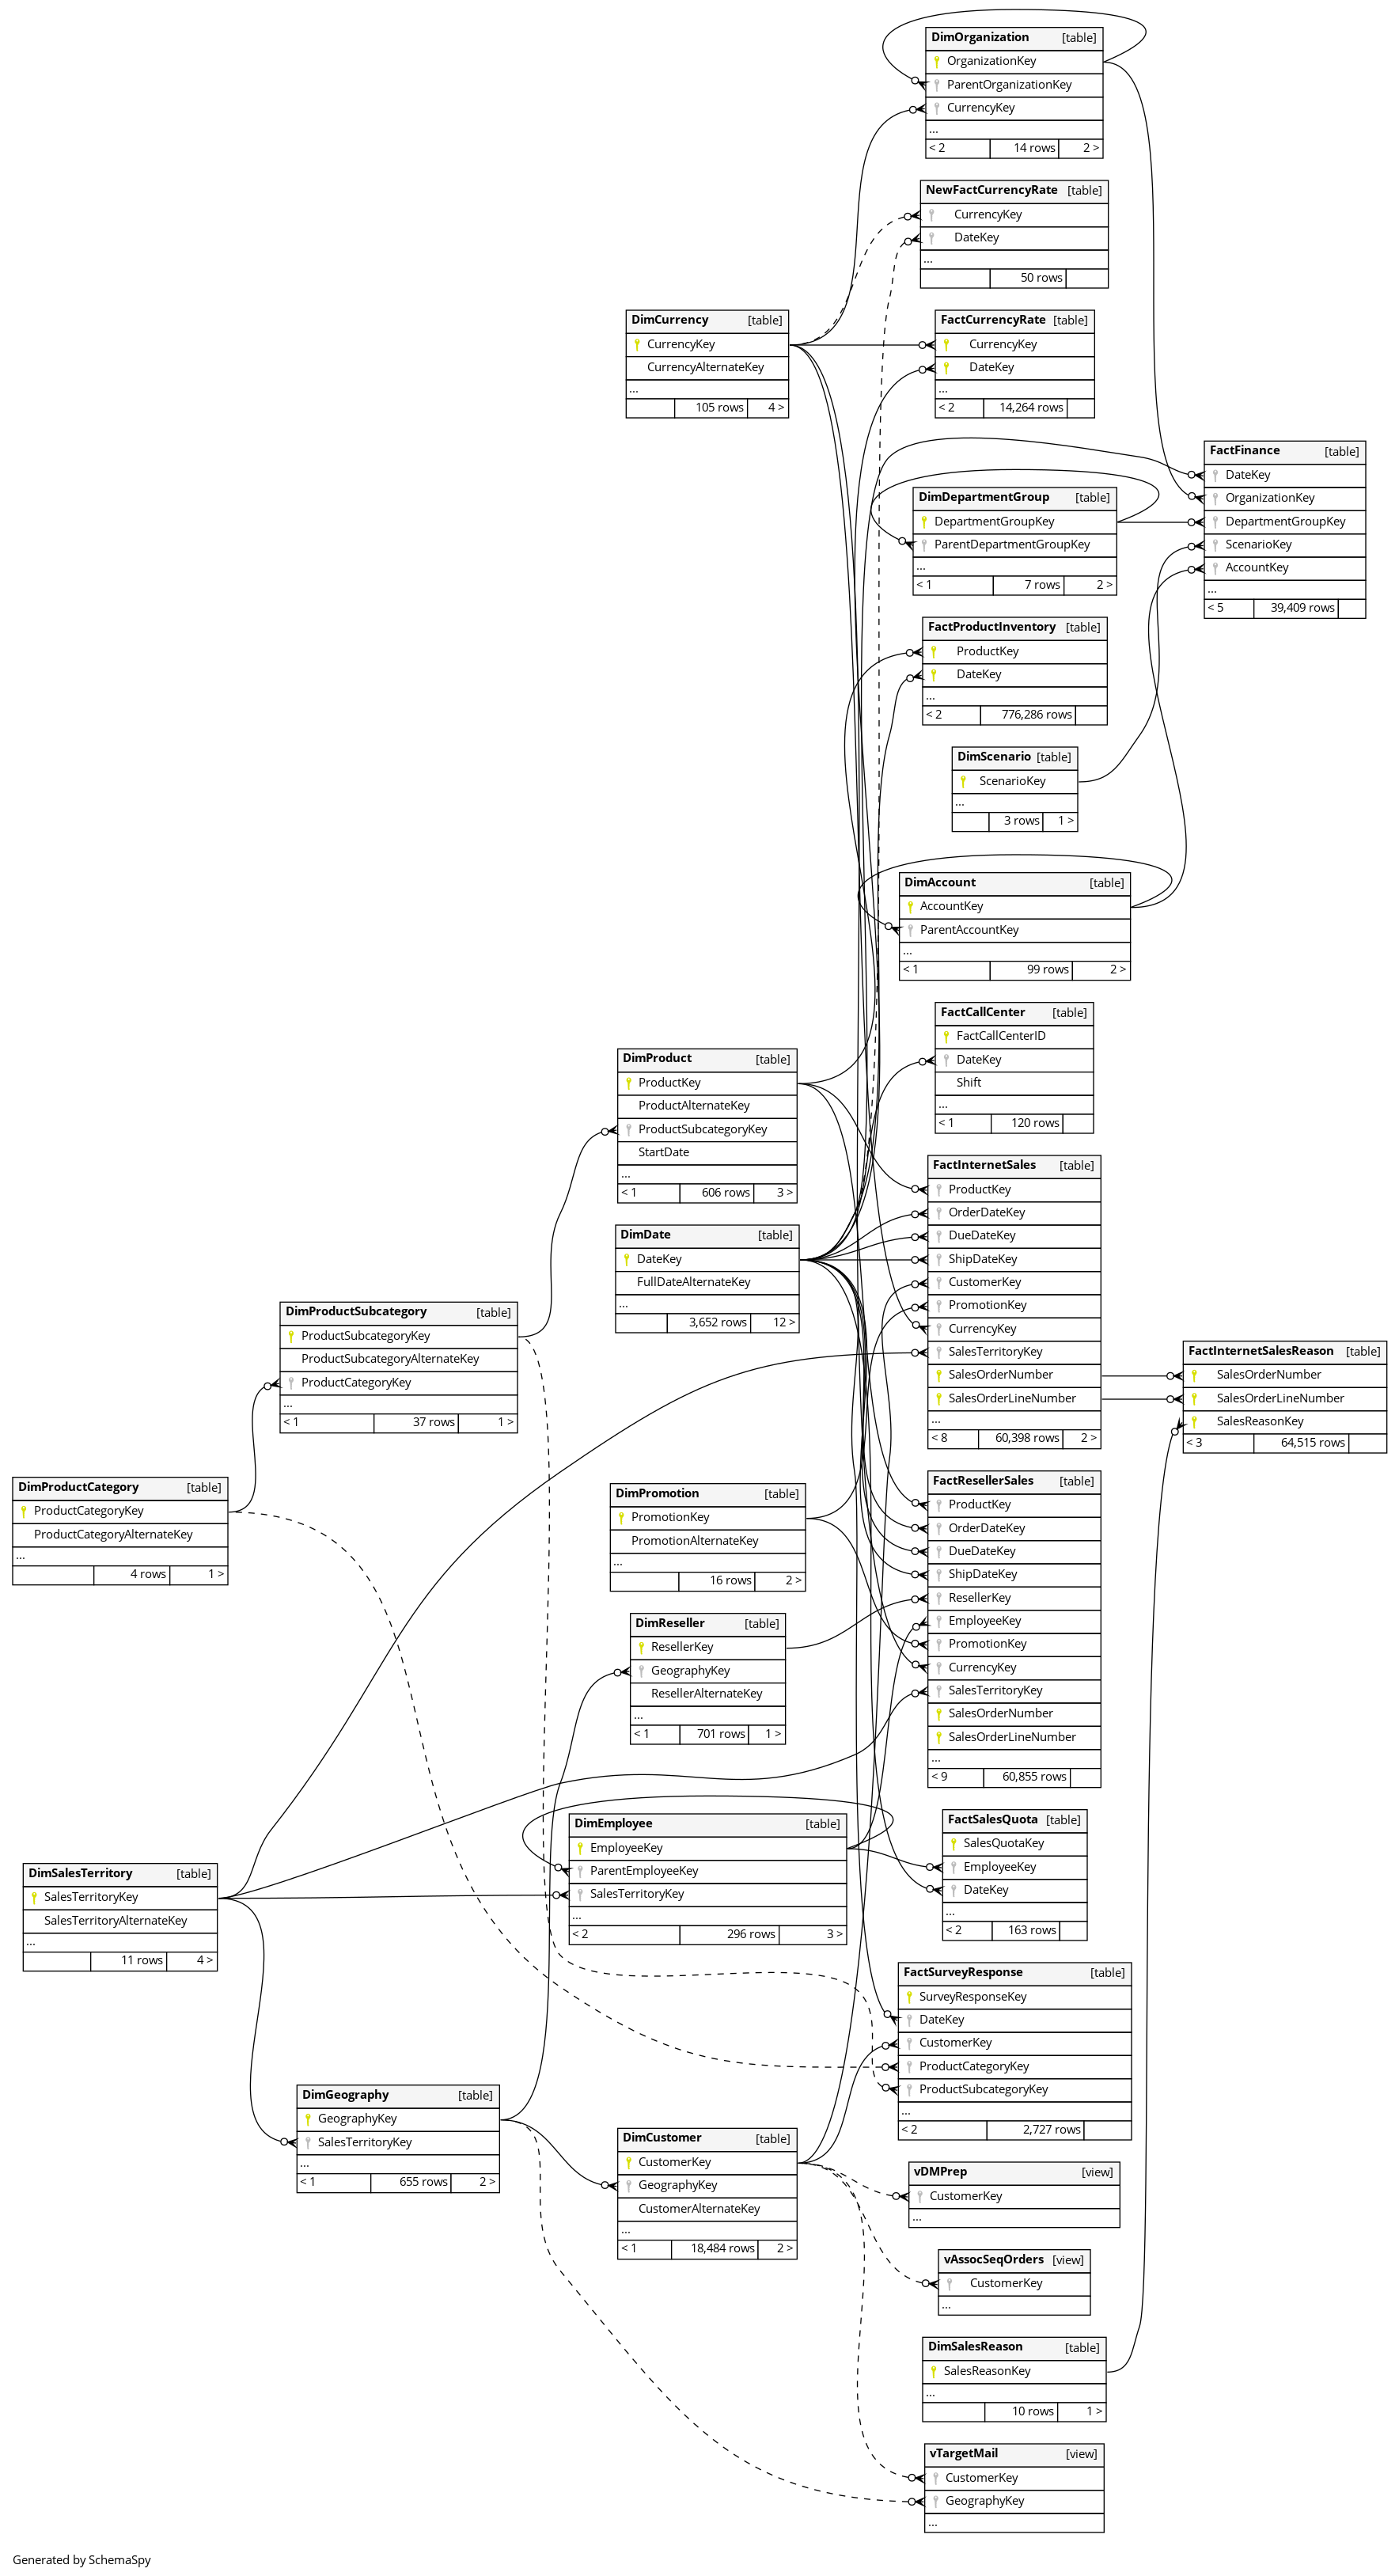 DimOrganization [table]
OrganizationKey
ParentOrganizationKey
CurrencyKey
...
< 2 14 rows 2 >
NewFactCurrencyRate [table]
CurrencyKey
DateKey
...
50 rows
DimCurrency [table]
CurrencyKey
CurrencyAlternateKey
...
105 rows 4 >
FactCurrencyRate [table]
CurrencyKey
DateKey
...
< 2 14,264 rows
FactFinance [table]
DateKey
OrganizationKey
DepartmentGroupKey
ScenarioKey
AccountKey
...
< 5 39,409 rows
DimDepartmentGroup [table]
DepartmentGroupKey
ParentDepartmentGroupKey
...
< 1 7 rows 2 >
FactProductInventory [table]
ProductKey
DateKey
...
< 2 776,286 rows
DimScenario [table]
ScenarioKey
...
3 rows 1 >
DimAccount [table]
AccountKey
ParentAccountKey
...
< 1 99 rows 2 >
FactCallCenter [table]
FactCallCenterID
DateKey
Shift
...
< 1 120 rows
DimProduct [table]
ProductKey
ProductAlternateKey
ProductSubcategoryKey
StartDate
...
< 1 606 rows 3 >
FactInternetSales [table]
ProductKey
OrderDateKey
DueDateKey
ShipDateKey
CustomerKey
PromotionKey
CurrencyKey
SalesTerritoryKey
SalesOrderNumber
SalesOrderLineNumber
...
< 8 60,398 rows 2 >
DimDate [table]
DateKey
FullDateAlternateKey
...
3,652 rows 12 >
DimProductSubcategory [table]
ProductSubcategoryKey
ProductSubcategoryAlternateKey
ProductCategoryKey
...
< 1 37 rows 1 >
FactInternetSalesReason [table]
SalesOrderNumber
SalesOrderLineNumber
SalesReasonKey
< 3 64,515 rows
DimProductCategory [table]
ProductCategoryKey
ProductCategoryAlternateKey
...
4 rows 1 >
DimPromotion [table]
PromotionKey
PromotionAlternateKey
...
16 rows 2 >
FactResellerSales [table]
ProductKey
OrderDateKey
DueDateKey
ShipDateKey
ResellerKey
EmployeeKey
PromotionKey
CurrencyKey
SalesTerritoryKey
SalesOrderNumber
SalesOrderLineNumber
...
< 9 60,855 rows
DimReseller [table]
ResellerKey
GeographyKey
ResellerAlternateKey
...
< 1 701 rows 1 >
DimEmployee [table]
EmployeeKey
ParentEmployeeKey
SalesTerritoryKey
...
< 2 296 rows 3 >
FactSalesQuota [table]
SalesQuotaKey
EmployeeKey
DateKey
...
< 2 163 rows
DimSalesTerritory [table]
SalesTerritoryKey
SalesTerritoryAlternateKey
...
11 rows 4 >
FactSurveyResponse [table]
SurveyResponseKey
DateKey
CustomerKey
ProductCategoryKey
ProductSubcategoryKey
...
< 2 2,727 rows
DimGeography [table]
GeographyKey
SalesTerritoryKey
...
< 1 655 rows 2 >
DimCustomer [table]
CustomerKey
GeographyKey
CustomerAlternateKey
...
< 1 18,484 rows 2 >
vDMPrep [view]
CustomerKey
...
vAssocSeqOrders [view]
CustomerKey
...
DimSalesReason [table]
SalesReasonKey
...
10 rows 1 >
vTargetMail [view]
CustomerKey
GeographyKey
...
Generated by SchemaSpy